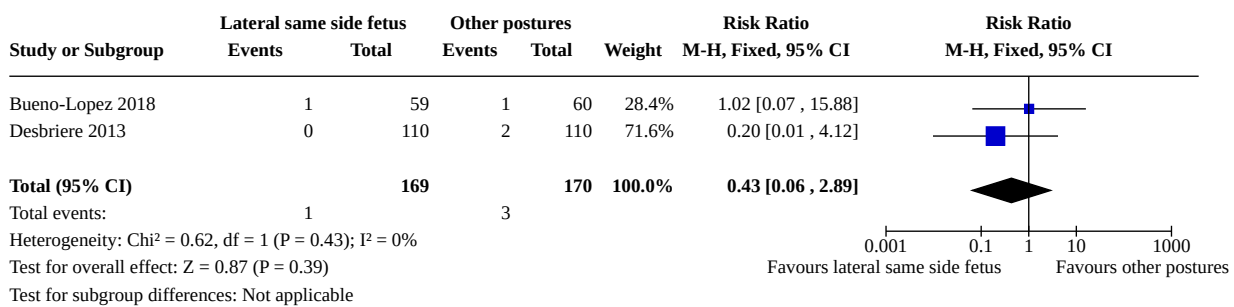 Lateral same side fetus Other postures Risk Ratio Risk Ratio
Study or Subgroup Events Total Events Total Weight M-H, Fixed, 95% CI M-H, Fixed, 95% CI
Bueno-Lopez 2018 1 59 1 60 28.4% 1.02 [0.07 , 15.88]
Desbriere 2013 0 110 2 110 71.6% 0.20 [0.01 , 4.12]
Total (95% CI) 169 170 100.0% 0.43 [0.06 , 2.89]
Total events: 1 3
Heterogeneity: Chi² = 0.62, df = 1 (P = 0.43); I² = 0%
0.001 0.1 1 10 1000
Test for overall effect: Z = 0.87 (P = 0.39) Favours lateral same side fetus Favours other postures
Test for subgroup differences: Not applicable